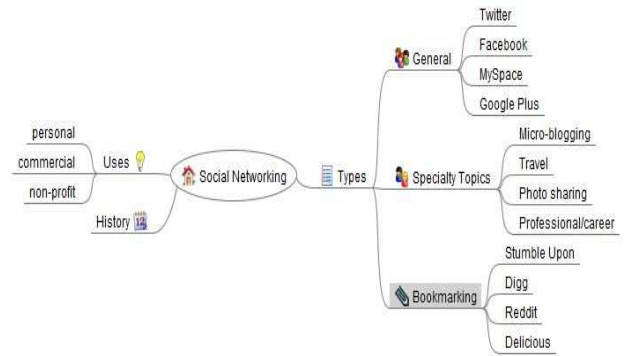 Social Networking
Uses
personal
commercial
non-profit
History
12
Types
General
Twitter
Facebook
MySpace
Google Plus
Specialty Topics
Micro-blogging
Travel
Photo sharing
Professional/career
Bookmarking
Stumble Upon
Digg
Reddit
Delicious